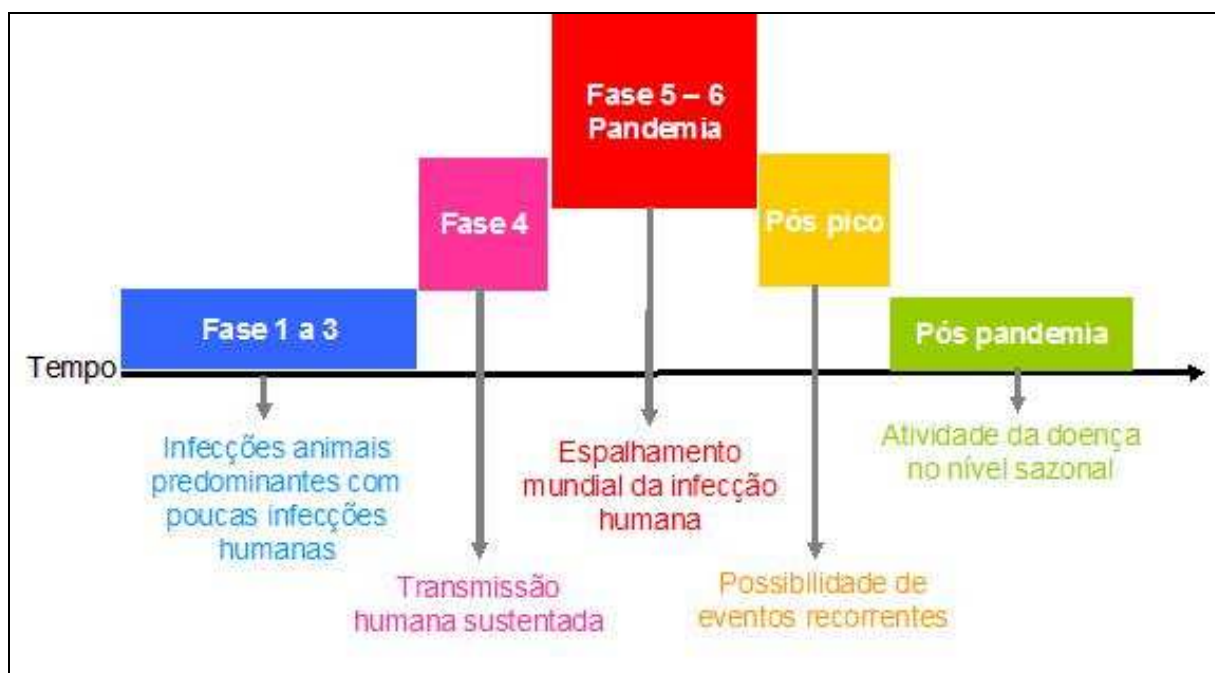 Fase 5 – 6
Pandemia
Fase 4
Pós pico
Fase 1 a 3
Pós pandemia
Tempo
Infecções animais
predominantes com
poucas infecções
humanas
Transmissão
humana sustentada
Espalhamento
mundial da infecção
humana
Possibilidade de
eventos recorrentes
Atividade da doença
no nível sazonal